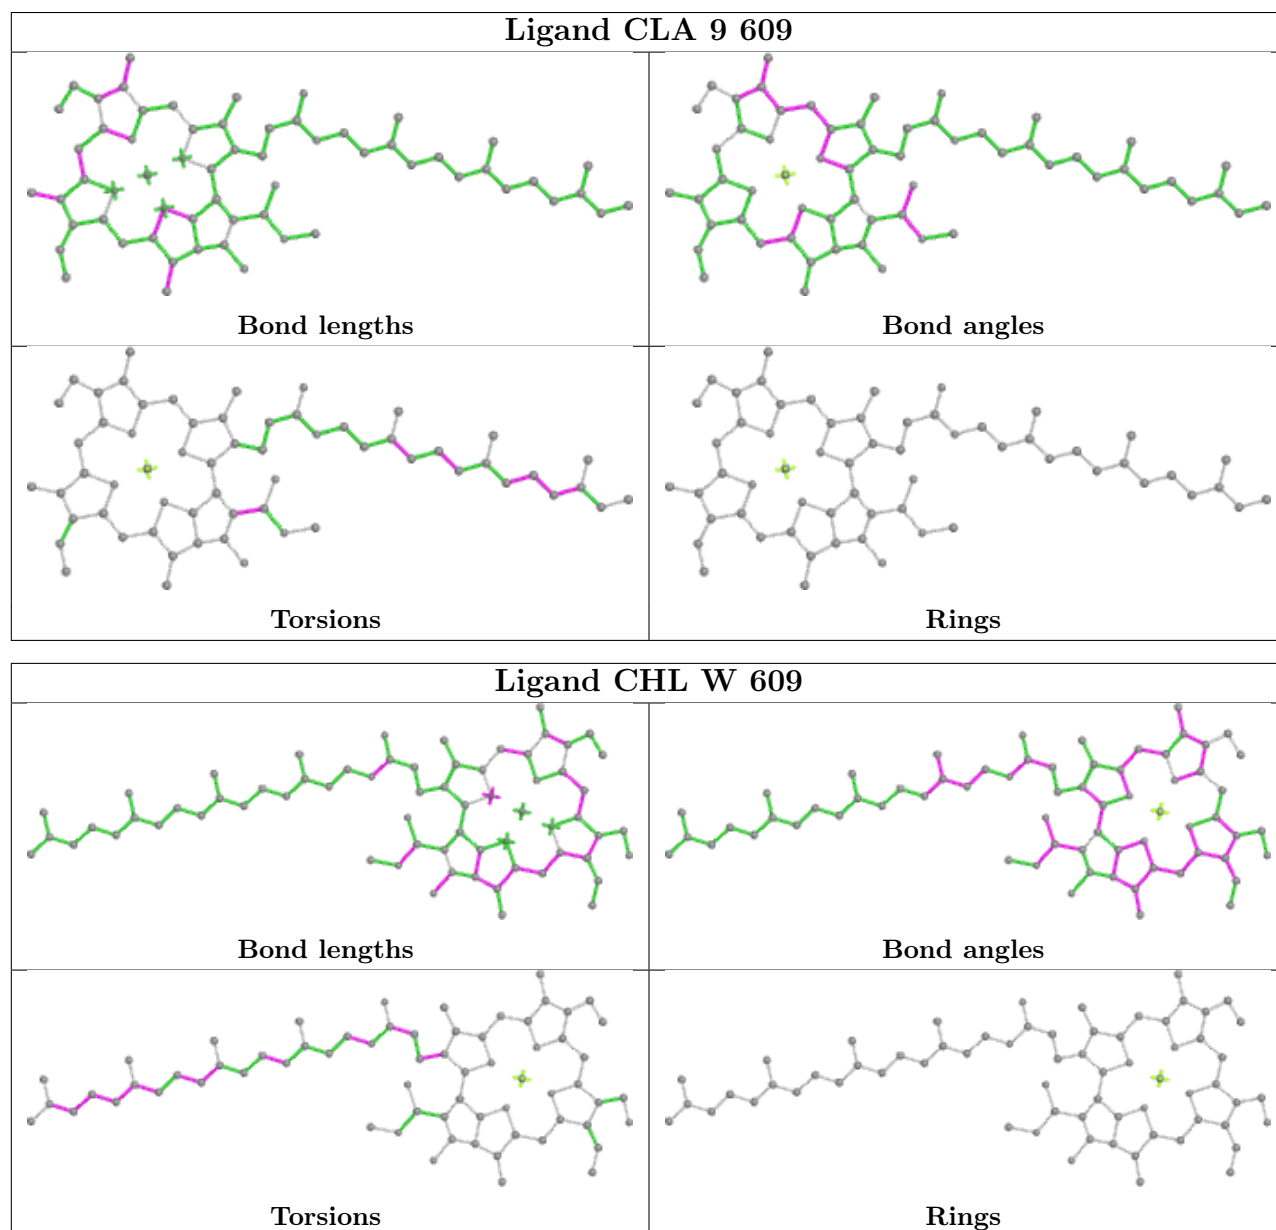 Ligand CLA 9 609
Bond lengths
Bond angles
Torsions
Rings
Ligand CHL W 609
Bond lengths
Bond angles
Torsions
Rings